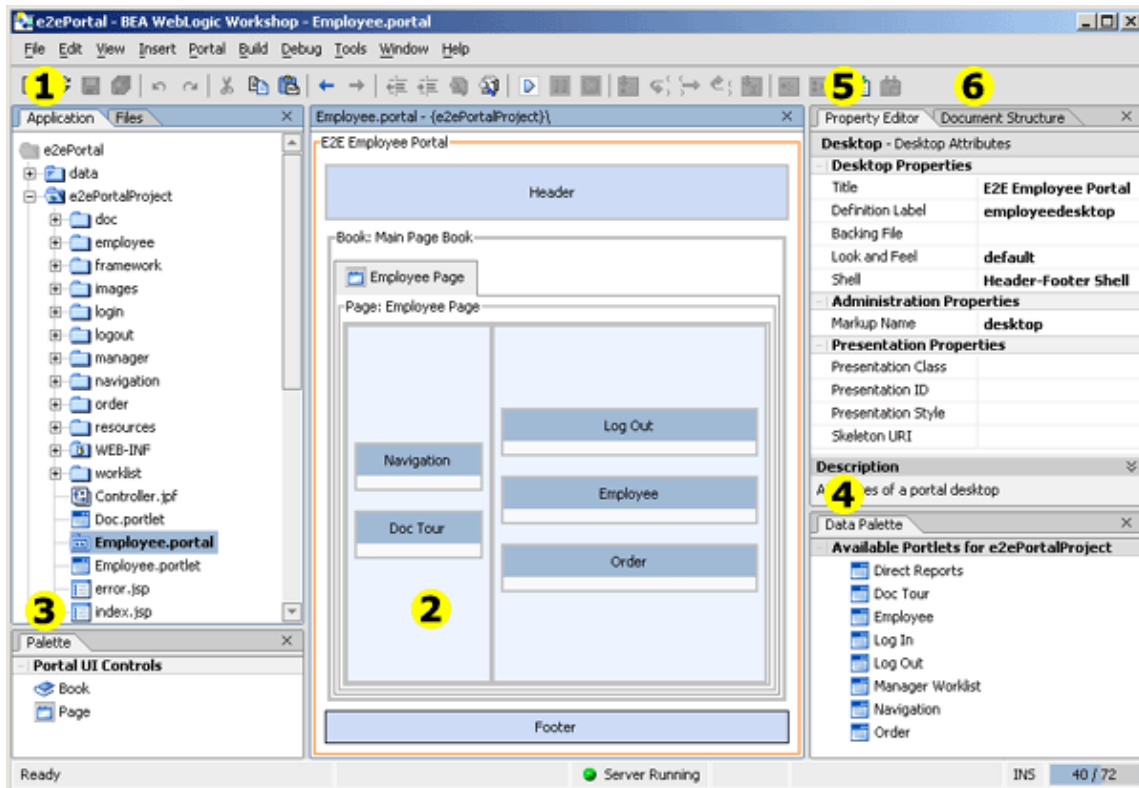 e2ePortal - BEA WebLogic Workshop - Employee.portal
File Edit View Insert Portal Build Debug Tools Window Help
1
5
6
Application Files
e2ePortal
data
e2ePortalProject
doc
employee
framework
images
login
logout
manager
navigation
order
resources
WEB-INF
worklist
Controller.jpf
Doc.portlet
Employee.portal
Employee.portlet
error.jsp
index.jsp
3
Palette
Portal UI Controls
Book
Page
Employee.portal - {e2ePortalProject}\
E2E Employee Portal
Header
Book: Main Page Book
Employee Page
Page: Employee Page
Navigation
Doc Tour
2
Log Out
Employee
Order
Footer
Property Editor Document Structure
Desktop - Desktop Attributes
Desktop Properties
Title E2E Employee Portal
Definition Label employeedesktop
Backing File
Look and Feel default
Shell Header-Footer Shell
Administration Properties
Markup Name desktop
Presentation Properties
Presentation Class
Presentation ID
Presentation Style
Skeleton URI
Description
of a portal desktop
4
Data Palette
Available Portlets for e2ePortalProject
Direct Reports
Doc Tour
Employee
Log In
Log Out
Manager Worklist
Navigation
Order
Ready
Server Running
INS
40 / 72